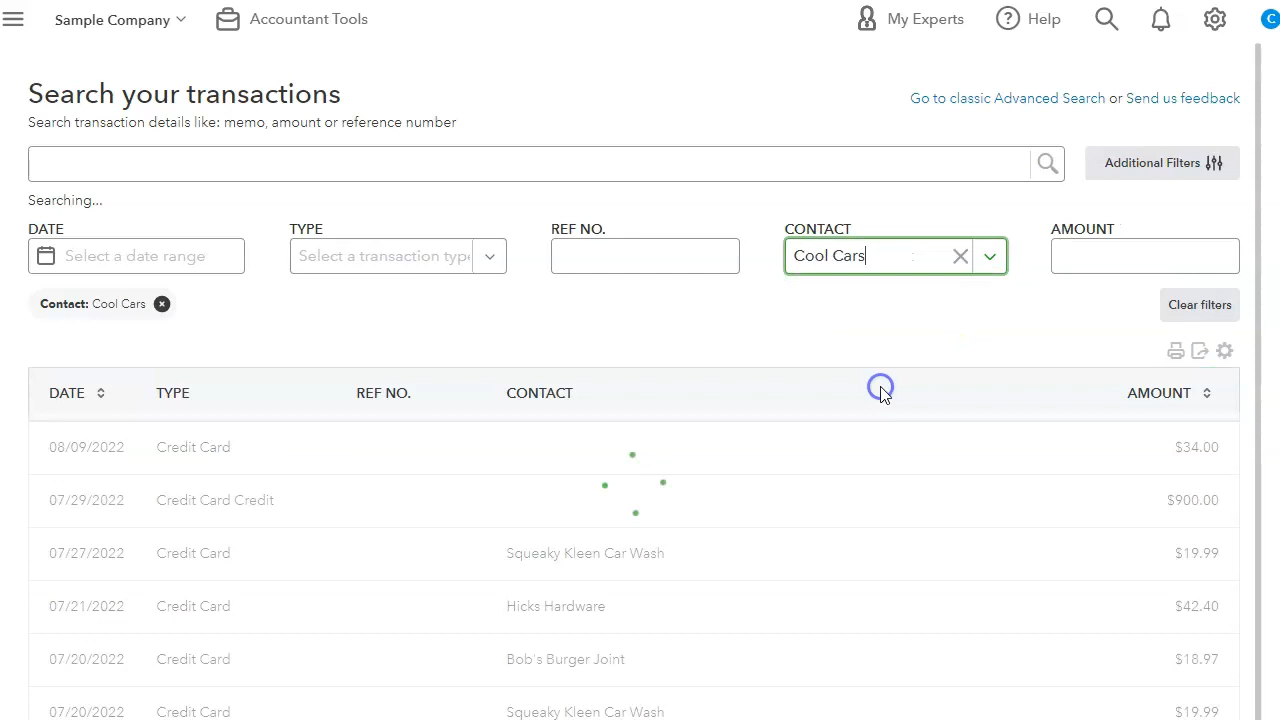 Sample Company Accountant Tools My Experts Help C
Search your transactions
Go to classic Advanced Search or Send us feedback
Search transaction details like: memo, amount or reference number
Additional Filters
Searching...
DATE TYPE REF NO. CONTACT AMOUNT
Select a date range Select a transaction type Cool Cars
Contact: Cool Cars Clear filters
DATE TYPE REF NO. CONTACT AMOUNT
08/09/2022 Credit Card $34.00
07/29/2022 Credit Card Credit $900.00
07/27/2022 Credit Card Squeaky Kleen Car Wash $19.99
07/21/2022 Credit Card Hicks Hardware $42.40
07/20/2022 Credit Card Bob's Burger Joint $18.97
07/20/2022 Credit Card Squeaky Kleen Car Wash $19.99